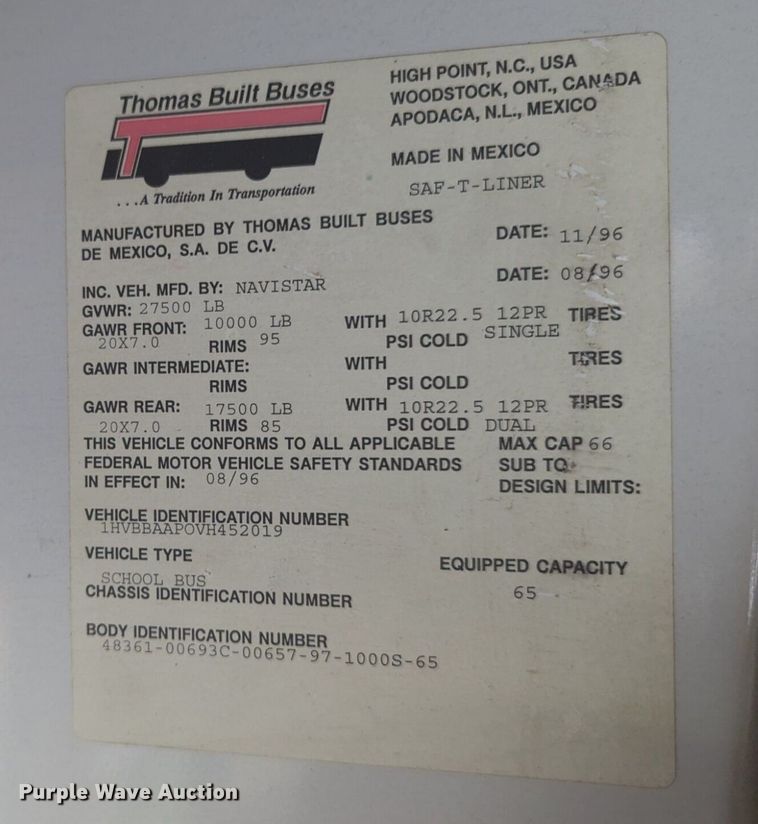 Thomas Built Buses
...A Tradition In Transportation
HIGH POINT, N.C., USA
WOODSTOCK, ONT., CANADA
APODACA, N.L., MEXICO
MADE IN MEXICO
SAF-T-LINER
MANUFACTURED BY THOMAS BUILT BUSES
DE MEXICO, S.A. DE C.V.
DATE: 11/96
INC. VEH. MFD. BY: NAVISTAR DATE: 08/96
GVWR: 27500 LB
GAWR FRONT: 10000 LB WITH 10R22.5 12PR TIRES
20X7.0 RIMS 95 PSI COLD SINGLE
GAWR INTERMEDIATE: WITH TIRES
RIMS PSI COLD
GAWR REAR: 17500 LB WITH 10R22.5 12PR TIRES
20X7.0 RIMS 85 PSI COLD DUAL
THIS VEHICLE CONFORMS TO ALL APPLICABLE MAX CAP 66
FEDERAL MOTOR VEHICLE SAFETY STANDARDS SUB TO
IN EFFECT IN: 08/96 DESIGN LIMITS:
VEHICLE IDENTIFICATION NUMBER
1HVBBAAP0VH452019
VEHICLE TYPE EQUIPPED CAPACITY
SCHOOL BUS 65
CHASSIS IDENTIFICATION NUMBER
BODY IDENTIFICATION NUMBER
48361-00693C-00657-97-1000S-65
Purple Wave Auction